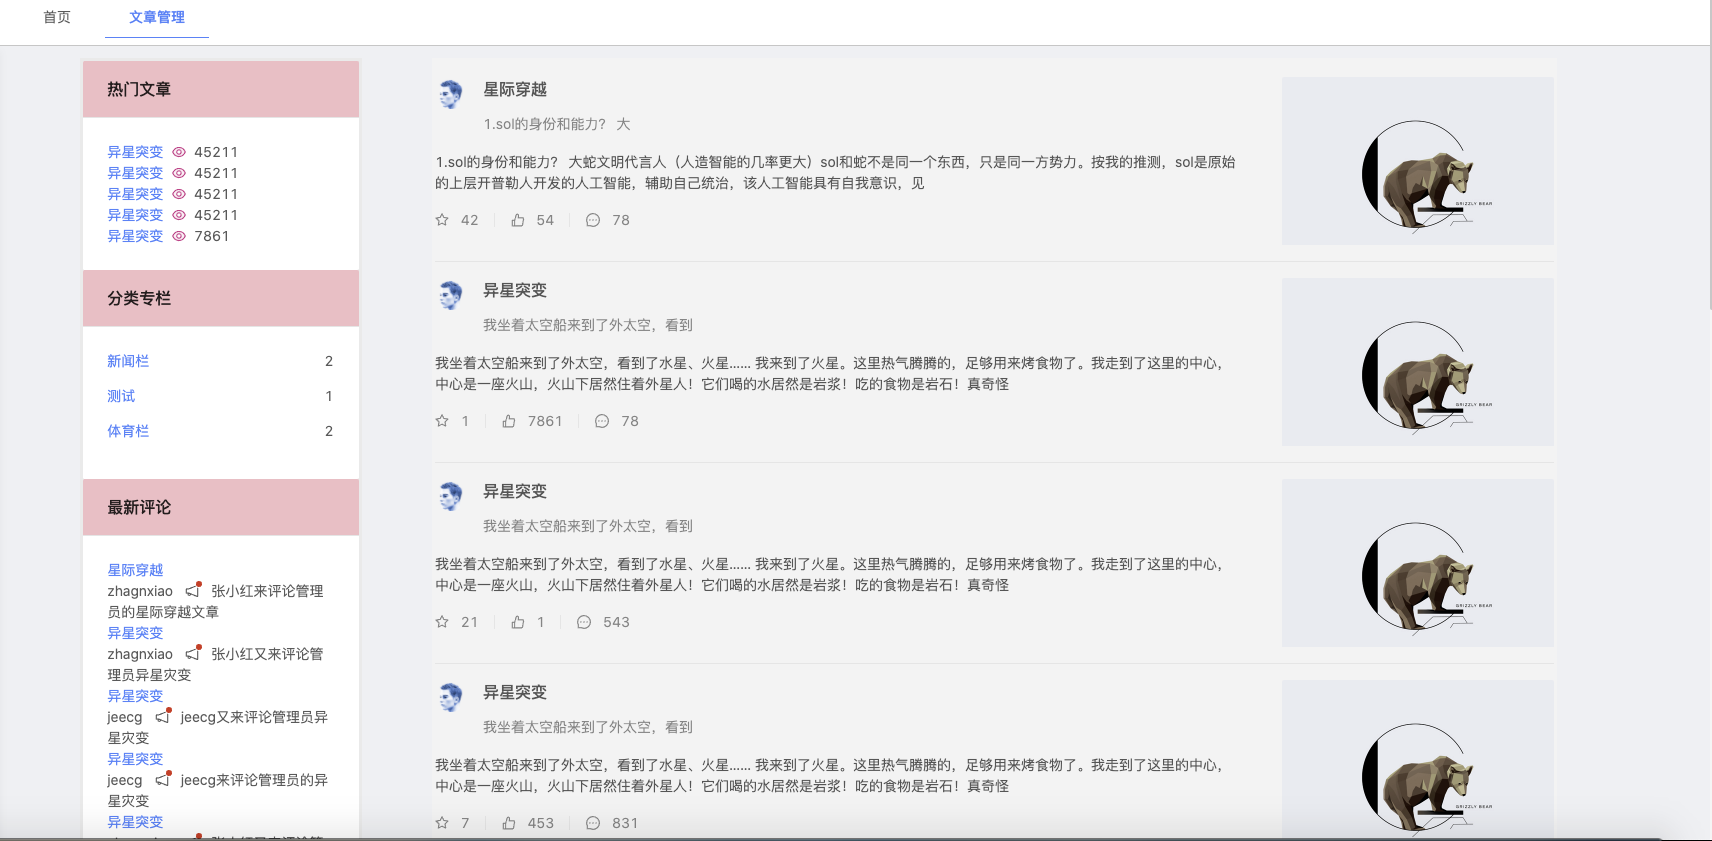 首页 文章管理
热门文章
异星突变 45211
异星突变 45211
异星突变 45211
异星突变 45211
异星突变 7861
分类专栏
新闻栏 2
测试 1
体育栏 2
最新评论
星际穿越
zhagnxiao 张小红来评论管理
员的星际穿越文章
异星突变
zhagnxiao 张小红又来评论管
理员异星灾变
异星突变
jeecg jeecg又来评论管理员异
星灾变
异星突变
jeecg jeecg来评论管理员的异
星灾变
异星突变
星际穿越
1.sol的身份和能力？ 大
1.sol的身份和能力？ 大蛇文明代言人（人造智能的几率更大）sol和蛇不是同一个东西，只是同一方势力。按我的推测，sol是原始
的上层开普勒人开发的人工智能，辅助自己统治，该人工智能具有自我意识，见
42 54 78
GRIZZLY BEAR
异星突变
我坐着太空船来到了外太空，看到
我坐着太空船来到了外太空，看到了水星、火星...... 我来到了火星。这里热气腾腾的，足够用来烤食物了。我走到了这里的中心，
中心是一座火山，火山下居然住着外星人！它们喝的水居然是岩浆！吃的食物是岩石！真奇怪
1 7861 78
GRIZZLY BEAR
异星突变
我坐着太空船来到了外太空，看到
我坐着太空船来到了外太空，看到了水星、火星...... 我来到了火星。这里热气腾腾的，足够用来烤食物了。我走到了这里的中心，
中心是一座火山，火山下居然住着外星人！它们喝的水居然是岩浆！吃的食物是岩石！真奇怪
21 1 543
GRIZZLY BEAR
异星突变
我坐着太空船来到了外太空，看到
我坐着太空船来到了外太空，看到了水星、火星...... 我来到了火星。这里热气腾腾的，足够用来烤食物了。我走到了这里的中心，
中心是一座火山，火山下居然住着外星人！它们喝的水居然是岩浆！吃的食物是岩石！真奇怪
7 453 831
GRIZZLY BEAR